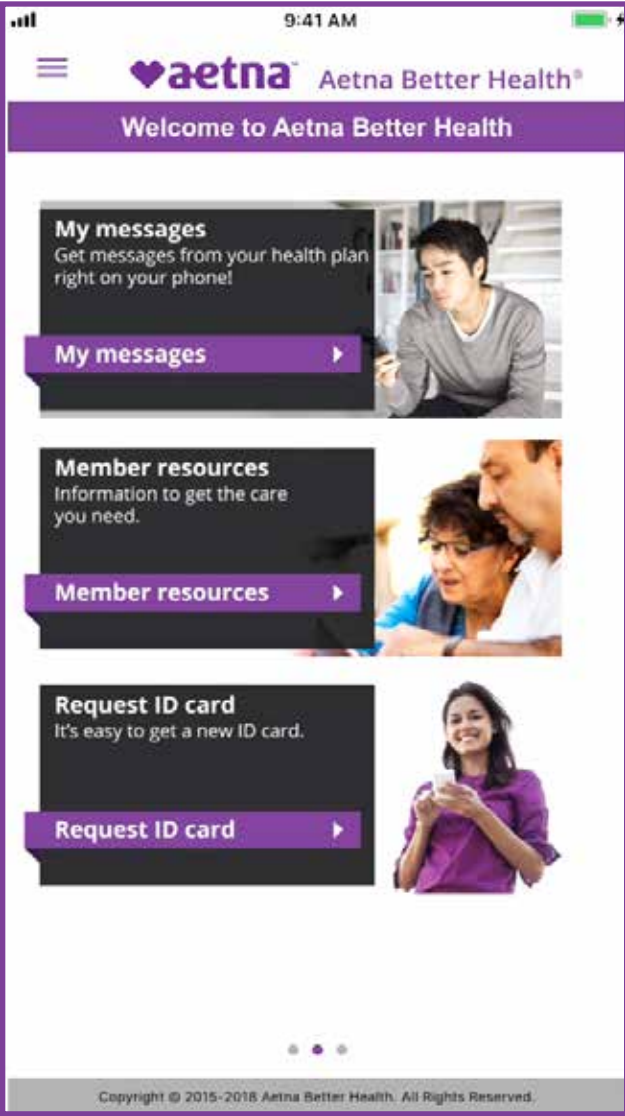 9:41 AM
aetna™ Aetna Better Health®
Welcome to Aetna Better Health
My messages
Get messages from your health plan
right on your phone!
My messages
Member resources
Information to get the care
you need.
Member resources
Request ID card
It's easy to get a new ID card.
Request ID card
Copyright © 2015-2018 Aetna Better Health. All Rights Reserved.